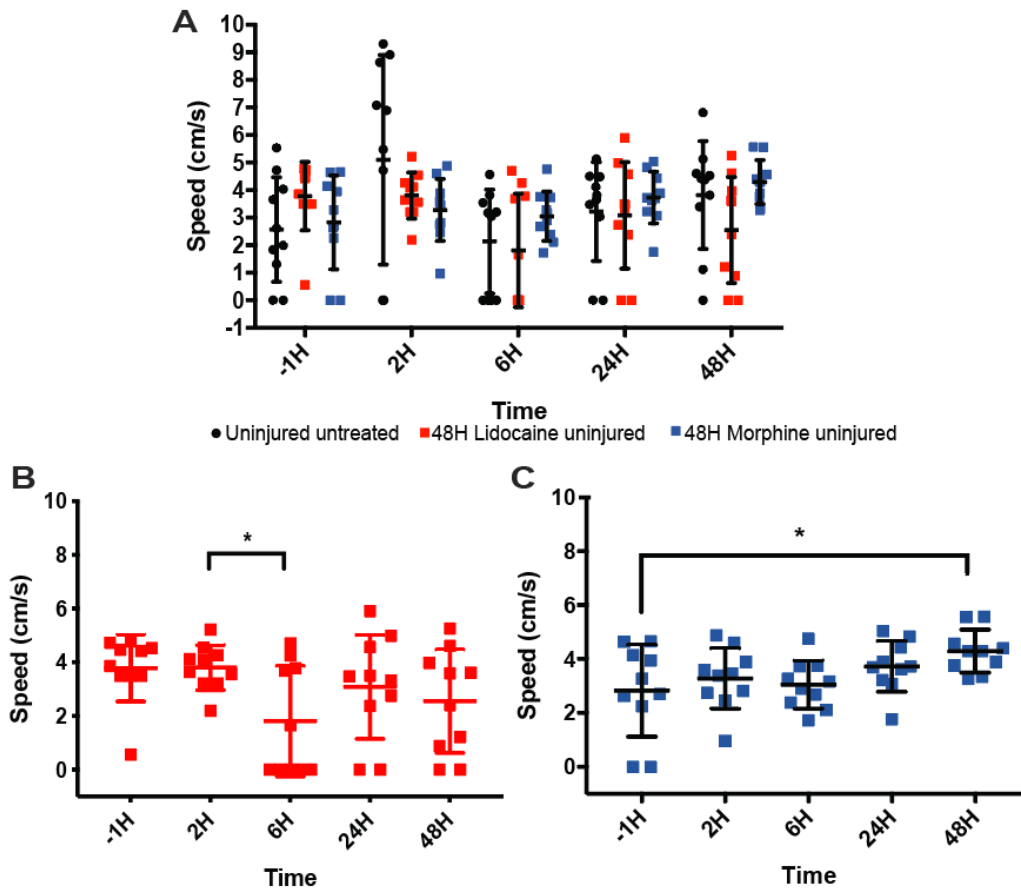 A
Speed (cm/s)
10
9
8
7
6
5
4
3
2
1
0
-1
-1H
2H
6H
24H
48H
Time
Uninjured untreated 48H Lidocaine uninjured 48H Morphine uninjured
B
Speed (cm/s)
10
8
6
4
2
0
*
-1H
2H
6H
24H
48H
Time
C
Speed (cm/s)
10
8
6
4
2
0
*
-1H
2H
6H
24H
48H
Time